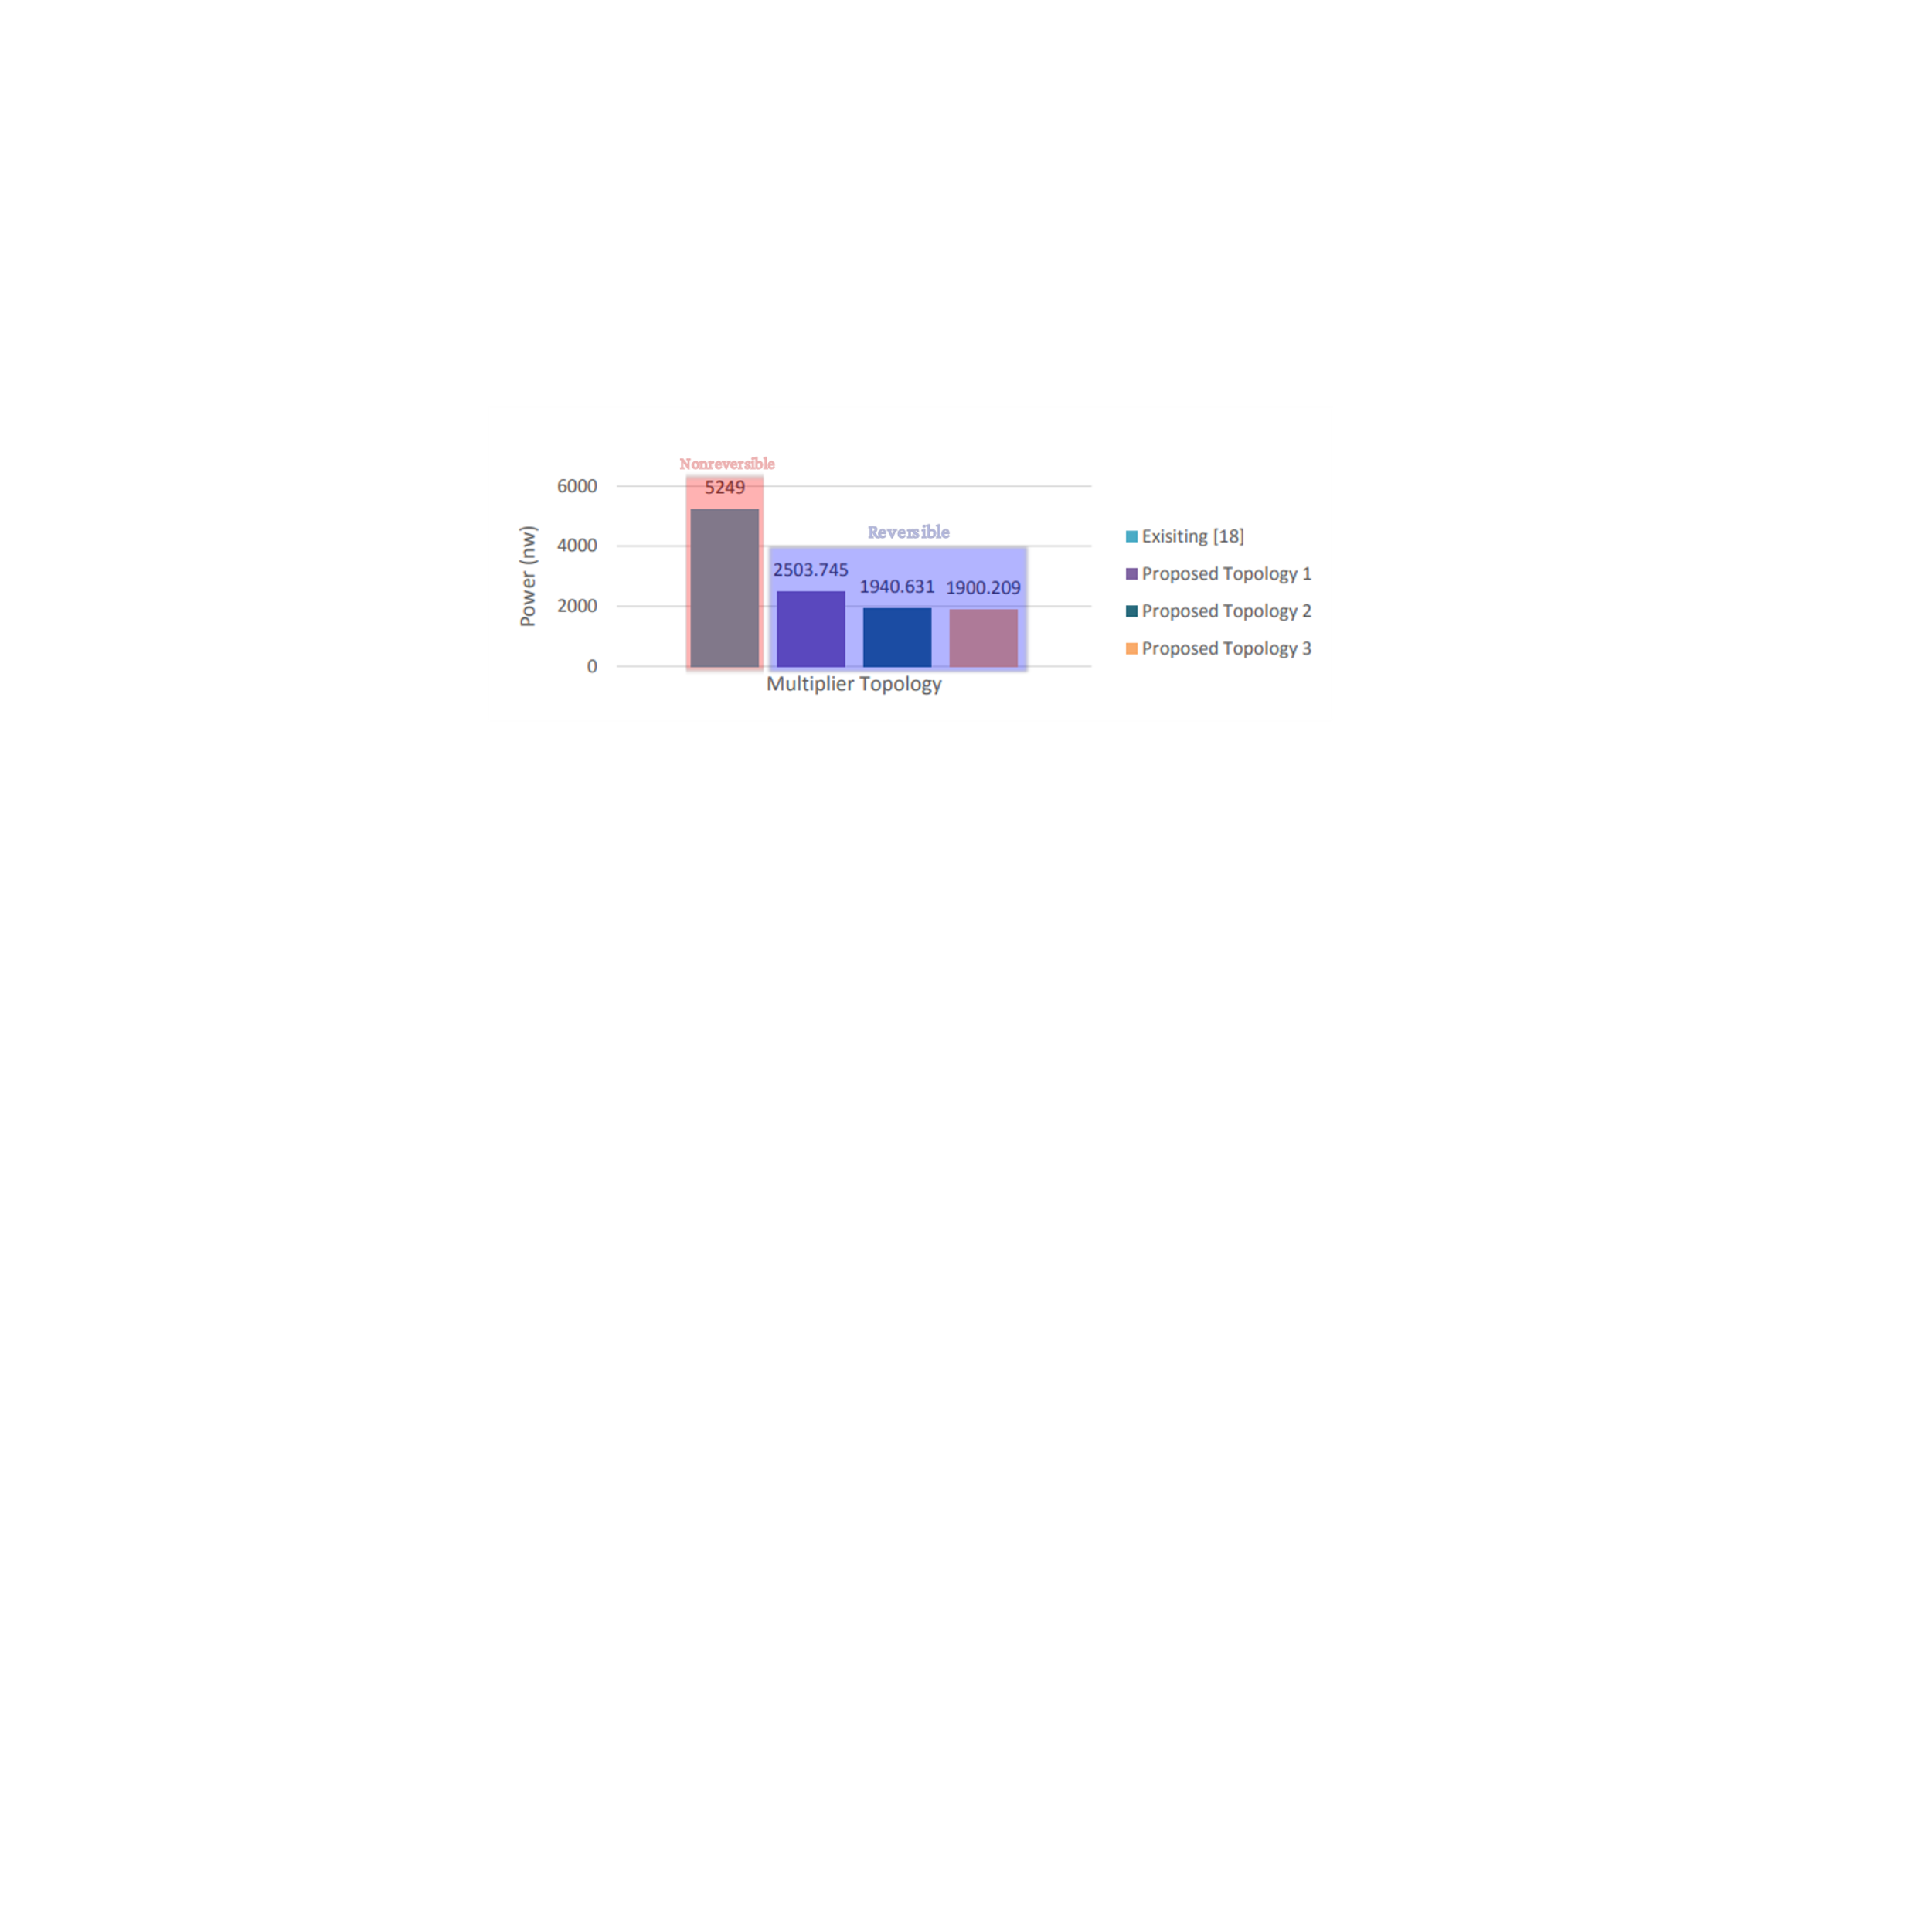 Nonreversible
6000
5249
Reversible
4000
2503.745
1940.631
1900.209
2000
0
Power (nw)
Multiplier Topology
Exisiting [18]
Proposed Topology 1
Proposed Topology 2
Proposed Topology 3